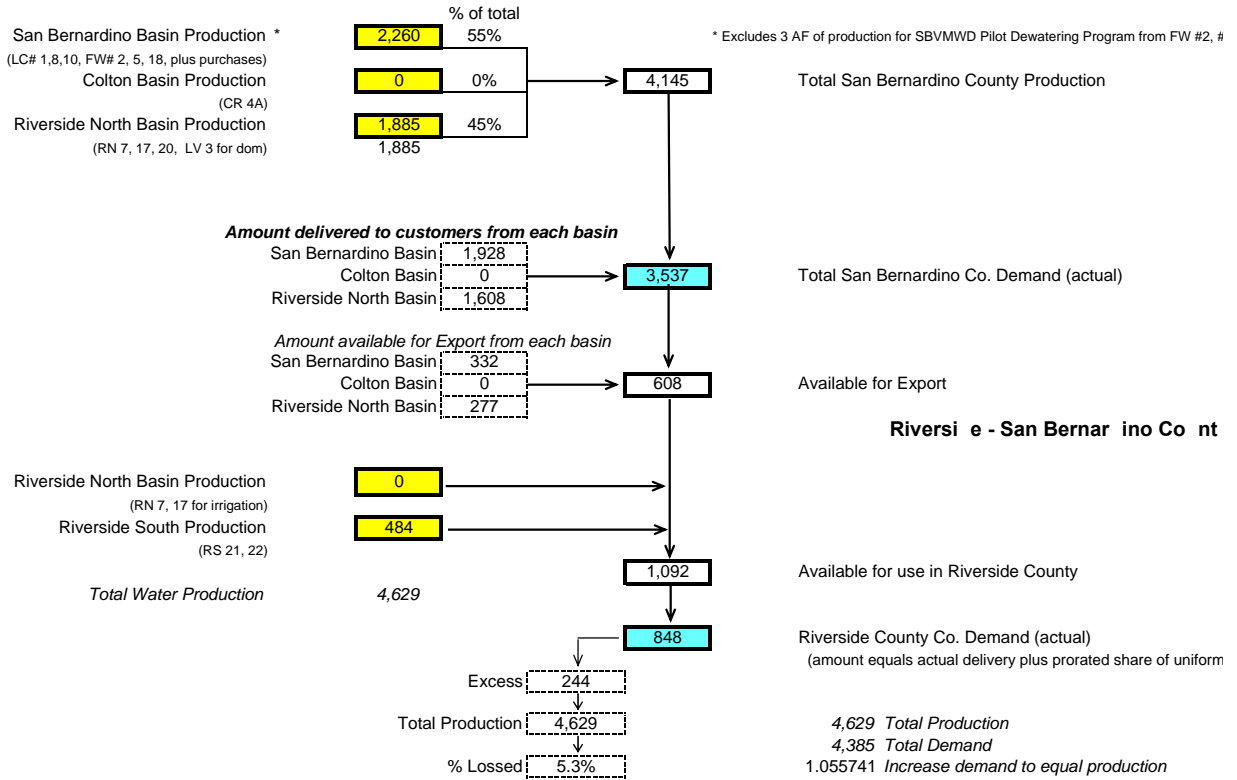 % of total
San Bernardino Basin Production * 2,260 55% * Excludes 3 AF of production for SBVMWD Pilot Dewatering Program from FW #2, #
(LC# 1,8,10, FW# 2, 5, 18, plus purchases)
Colton Basin Production 0 0% 4,145 Total San Bernardino County Production
(CR 4A)
Riverside North Basin Production 1,885 45%
(RN 7, 17, 20, LV 3 for dom) 1,885
Amount delivered to customers from each basin
San Bernardino Basin 1,928
Colton Basin 0 3,537 Total San Bernardino Co. Demand (actual)
Riverside North Basin 1,608
Amount available for Export from each basin
San Bernardino Basin 332
Colton Basin 0 608 Available for Export
Riverside North Basin 277
Riversi e - San Bernar ino Co nt
Riverside North Basin Production 0
(RN 7, 17 for irrigation)
Riverside South Production 484
(RS 21, 22)
1,092 Available for use in Riverside County
Total Water Production 4,629
848 Riverside County Co. Demand (actual)
(amount equals actual delivery plus prorated share of uniform
Excess 244
Total Production 4,629 4,629 Total Production
4,385 Total Demand
% Lossed 5.3% 1.055741 Increase demand to equal production